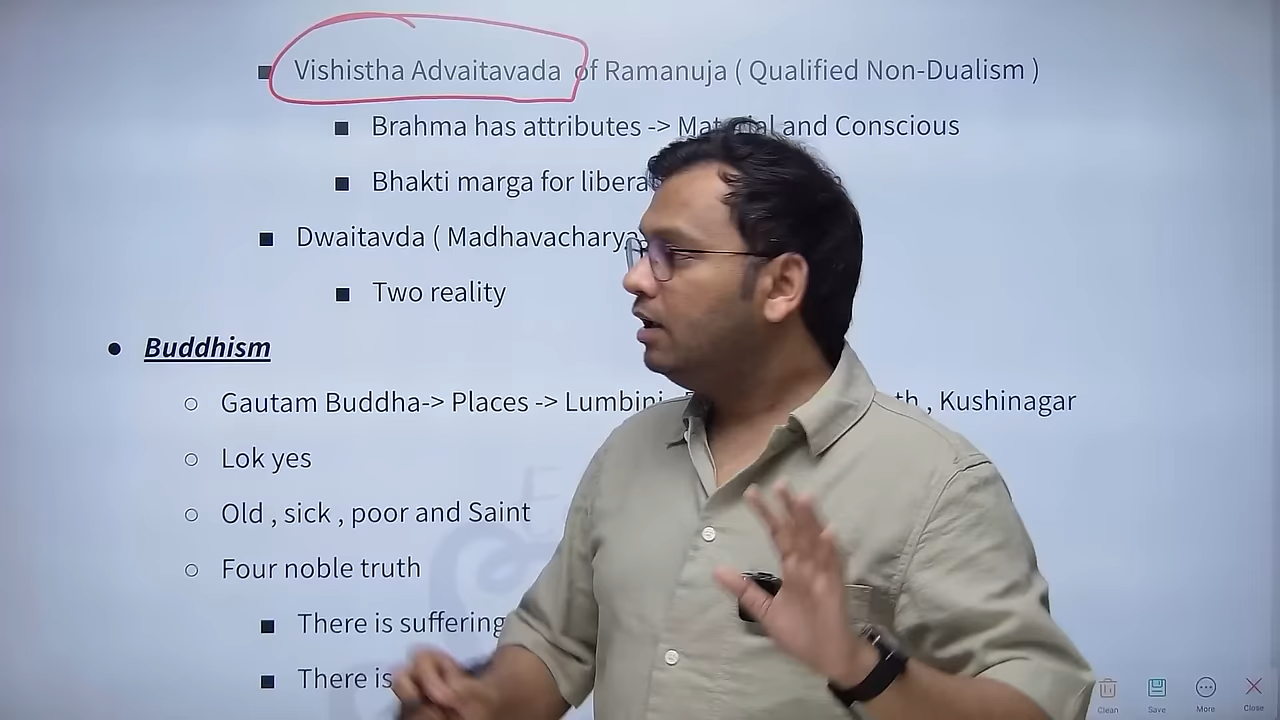 Vishistha Advaitavada of Ramanuja ( Qualified Non-Dualism )
Brahma has attributes -> Material and Conscious
Bhakti marga for
Dwaitavda ( Madhavacharya
Two reality
Buddhism
Gautam Buddha-> Places -> Lumbini , Kushinagar
Lok yes
Old , sick , poor and Saint
Four noble truth
There is suffering
There is
Clean Save More Close